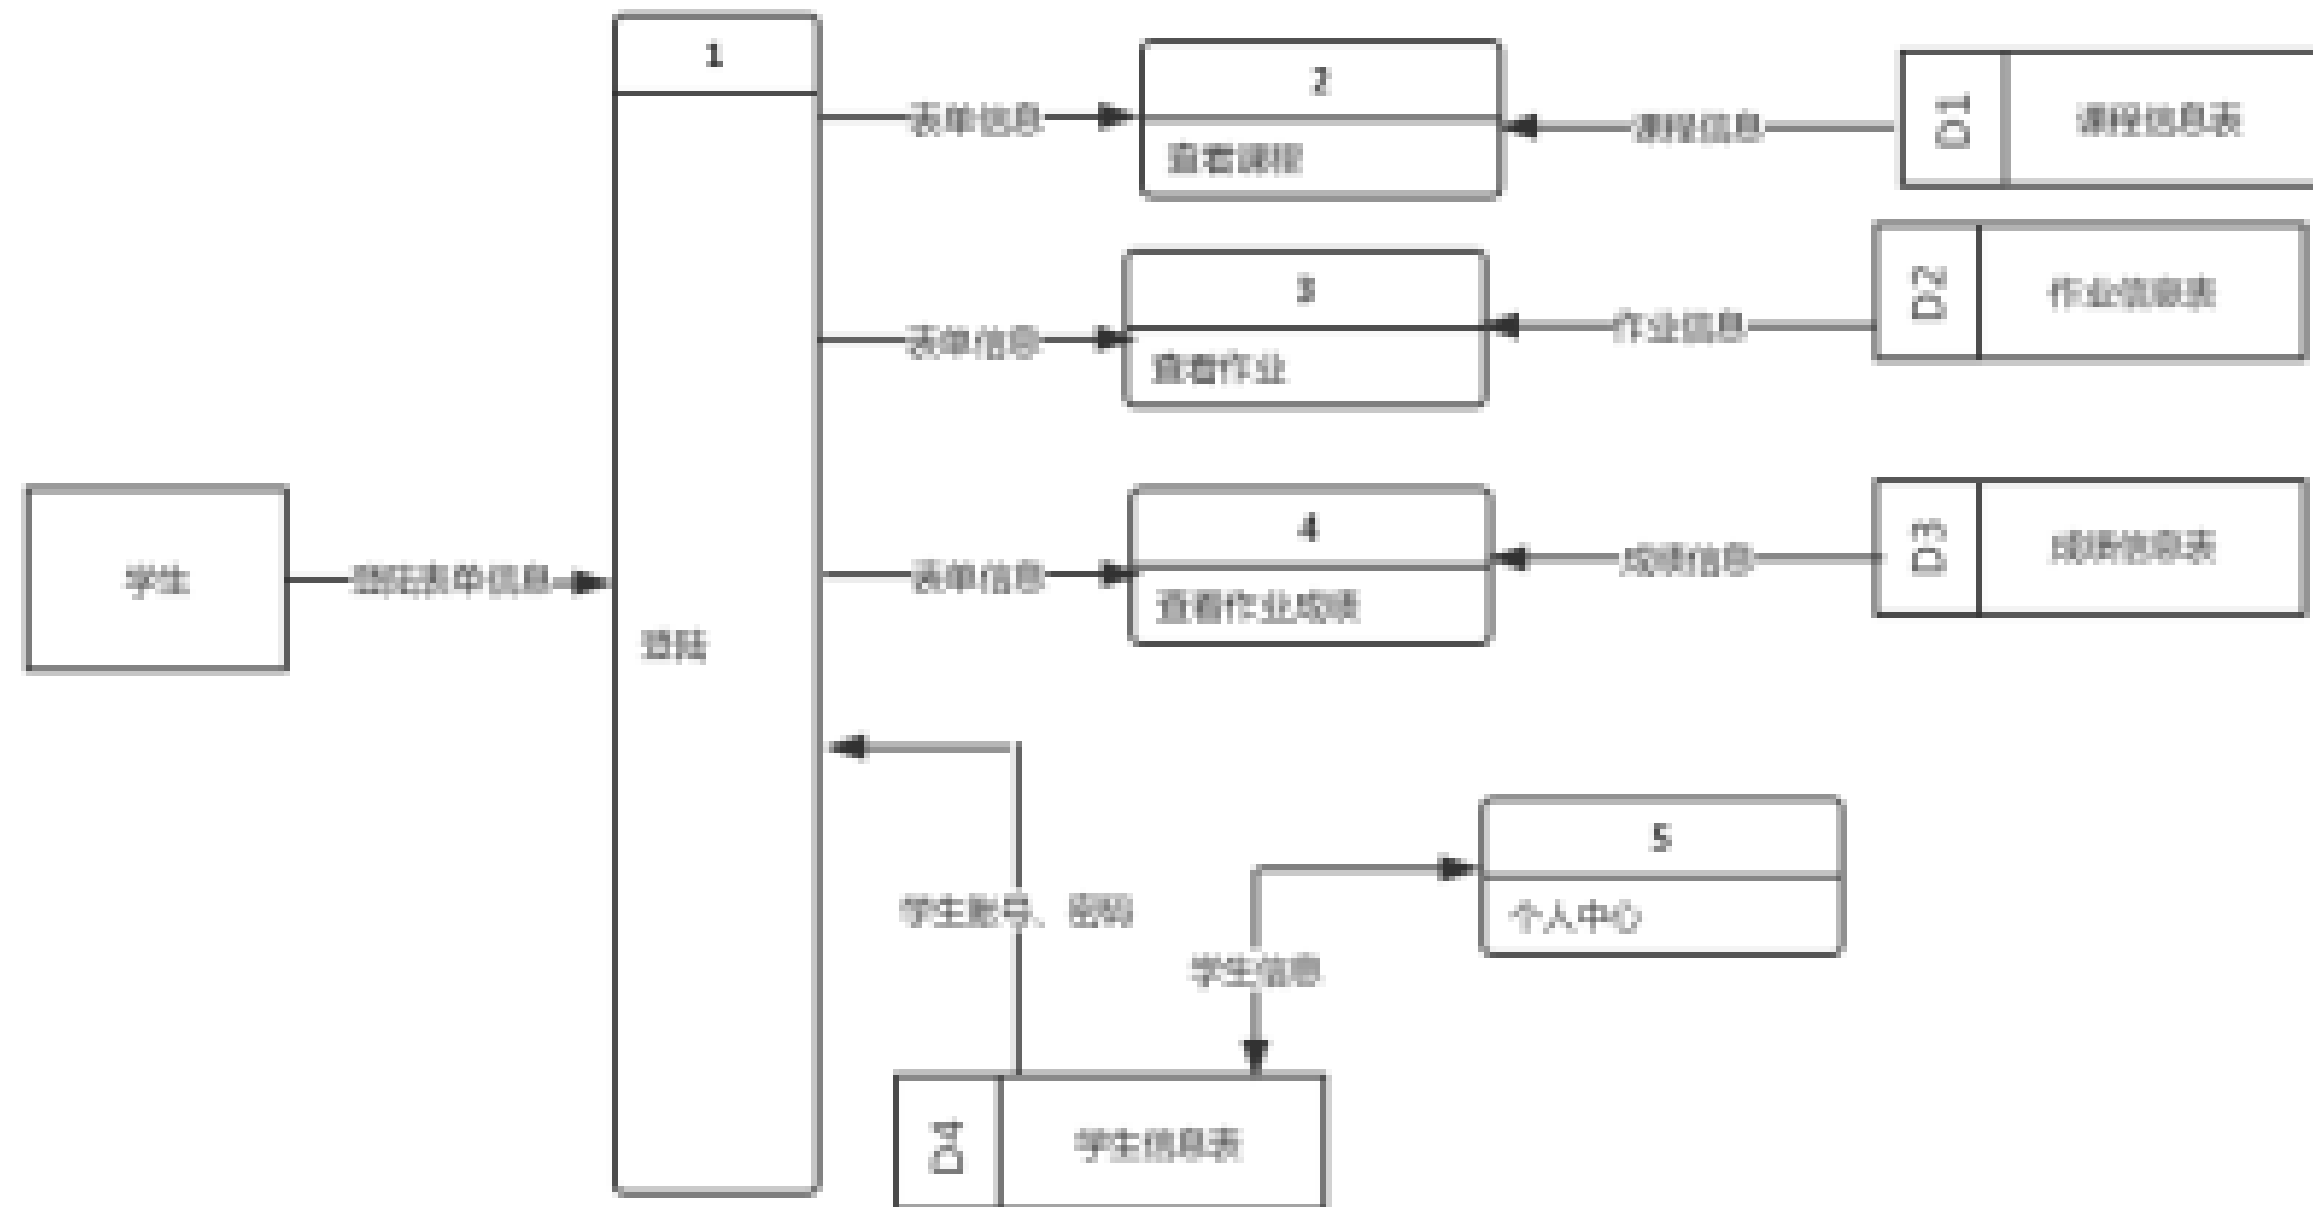 1
2
表单信息
查看课程
课程信息
D1
课程信息表
3
表单信息
查看作业
作业信息
D2
作业信息表
学生
登陆表单信息
登陆
4
表单信息
查看作业成绩
成绩信息
D3
成绩信息表
5
个人中心
学生账号、密码
学生信息
D4
学生信息表